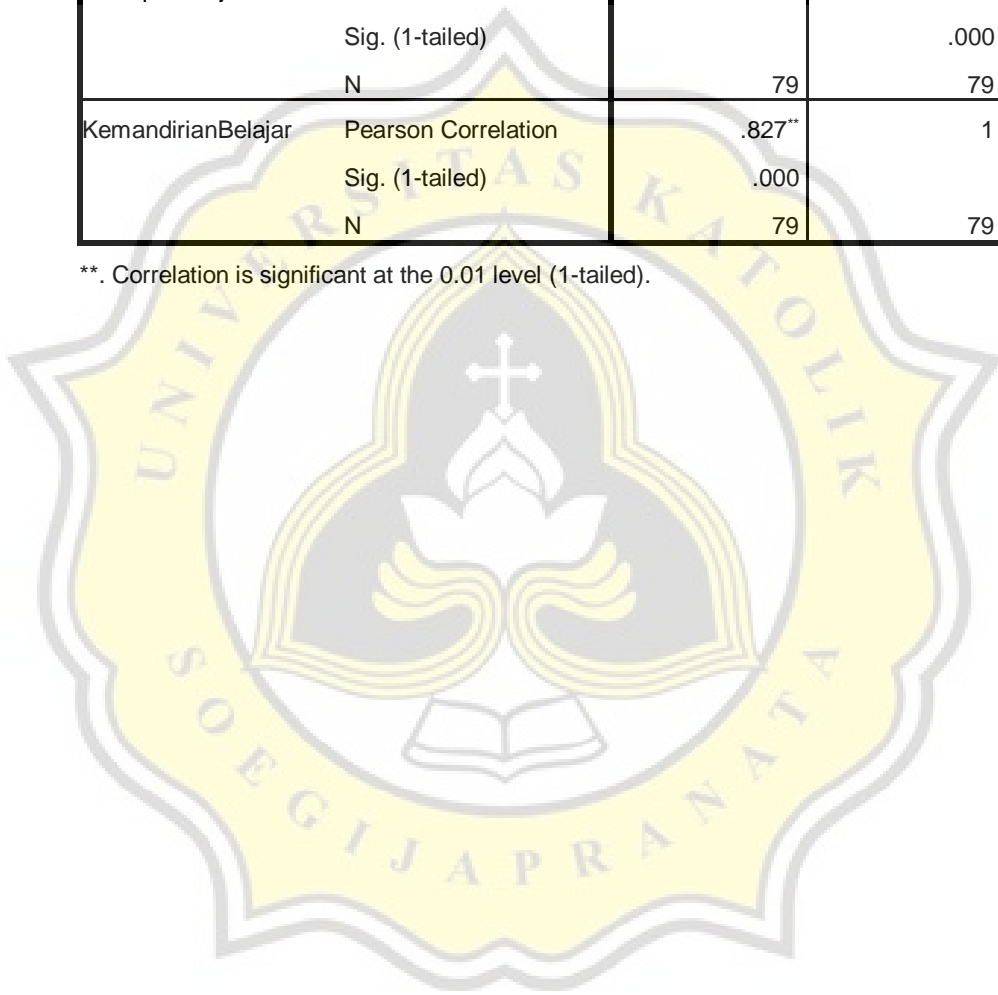 Sig. (1-tailed) .000
N 79 79
KemandirianBelajar Pearson Correlation .827** 1
Sig. (1-tailed) .000
N 79 79
**. Correlation is significant at the 0.01 level (1-tailed).
UNIVERSITAS KATOLIK
SOEGIJAPRANATA